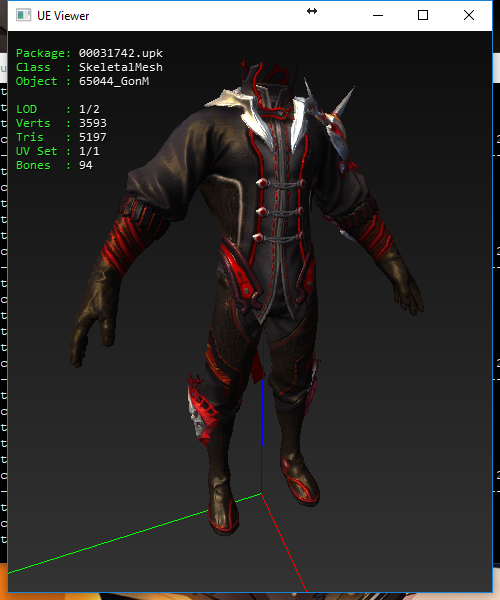 UE Viewer
Package: 00031742.upk
Class : SkeletalMesh
Object : 65044_GonM
LOD : 1/2
Verts : 3593
Tris : 5197
UV Set : 1/1
Bones : 94